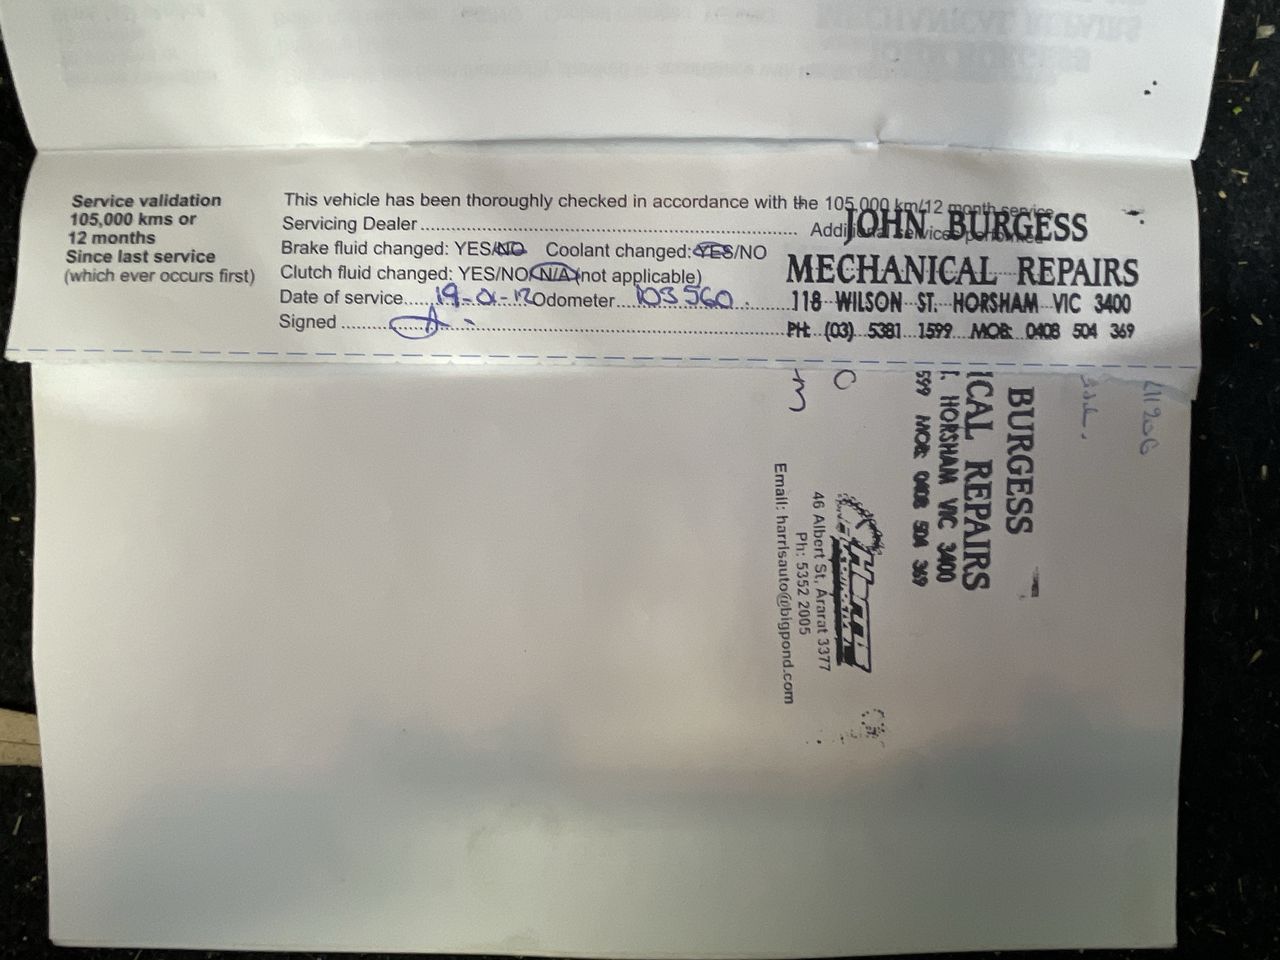 Service validation
105,000 kms or
12 months
Since last service
(which ever occurs first)
This vehicle has been thoroughly checked in accordance with the 105,000 km/12 month service
Servicing Dealer Additional services performed
Brake fluid changed: YES/NO Coolant changed: YES/NO
Clutch fluid changed: YES/NO/N/A (not applicable)
Date of service 19-01-12 Odometer 103 560
Signed
JOHN BURGESS
MECHANICAL REPAIRS
118 WILSON ST. HORSHAM VIC 3400
PH: (03) 5381 1599 MOB: 0408 504 369
BURGESS
ICAL REPAIRS
T. HORSHAM VIC 3400
599 MOB: 0408 504 369
46 Albert St, Ararat 3377
Ph: 5352 2005
Email: harrisauto@bigpond.com